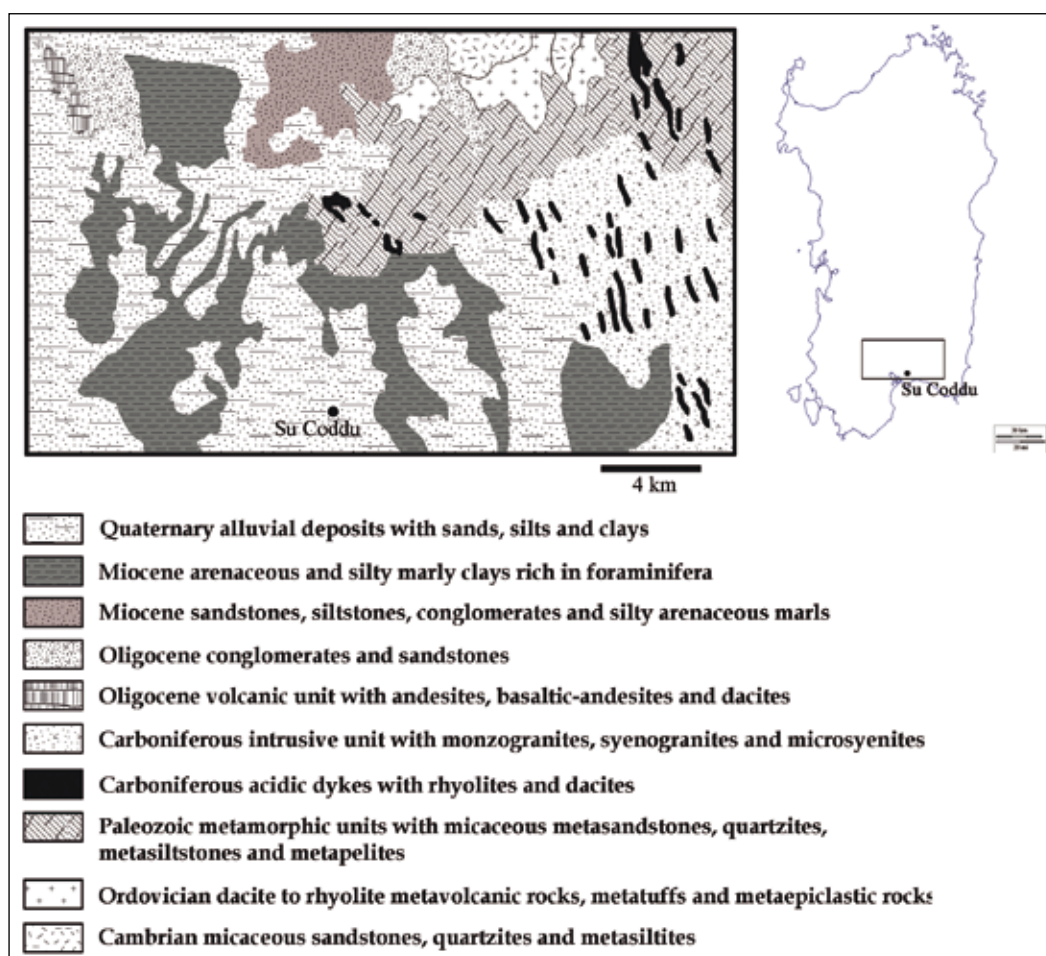 Su Coddu
Su Coddu
4 km
Quaternary alluvial deposits with sands, silts and clays
Miocene arenaceous and silty marly clays rich in foraminifera
Miocene sandstones, siltstones, conglomerates and silty arenaceous marls
Oligocene conglomerates and sandstones
Oligocene volcanic unit with andesites, basaltic-andesites and dacites
Carboniferous intrusive unit with monzogranites, syenogranites and microsyenites
Carboniferous acidic dykes with rhyolites and dacites
Paleozoic metamorphic units with micaceous metasandstones, quartzites,
metasiltstones and metapelites
Ordovician dacite to rhyolite metavolcanic rocks, metatuffs and metaepiclastic rocks
Cambrian micaceous sandstones, quartzites and metasiltites